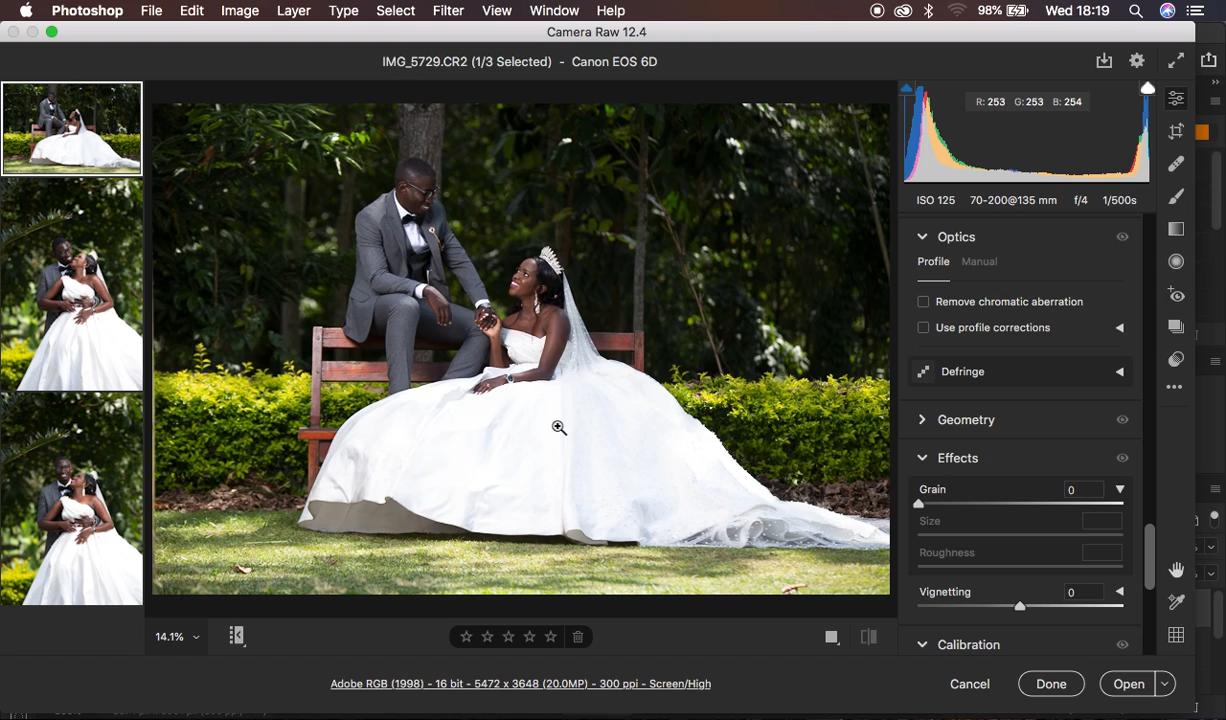 Photoshop File Edit Image Layer Type Select Filter View Window Help 98% Wed 18:19
Camera Raw 12.4
IMG_5729.CR2 (1/3 Selected) - Canon EOS 6D
R: 253 G: 253 B: 254
ISO 125 70-200@135 mm f/4 1/500s
Optics
Profile Manual
Remove chromatic aberration
Use profile corrections
Defringe
Geometry
Effects
Grain 0
Size
Roughness
Vignetting 0
Calibration
14.1%
Adobe RGB (1998) - 16 bit - 5472 x 3648 (20.0MP) - 300 ppi - Screen/High
Cancel Done Open